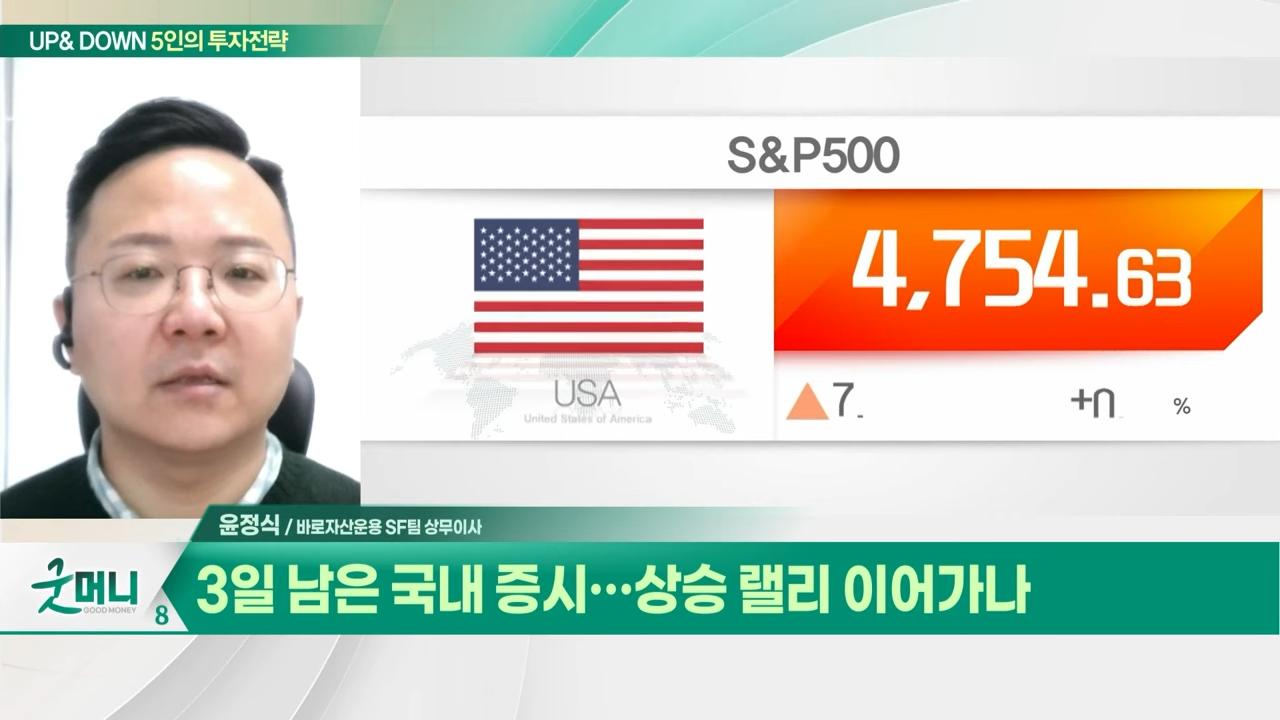 UP& DOWN 5인의 투자전략
S&P500
4,754.63
USA
United States of America
▲7
%
윤정식 / 바로자산운용 SF팀 상무이사
굿머니
GOOD MONEY
8
3일 남은 국내 증시…상승 랠리 이어가나